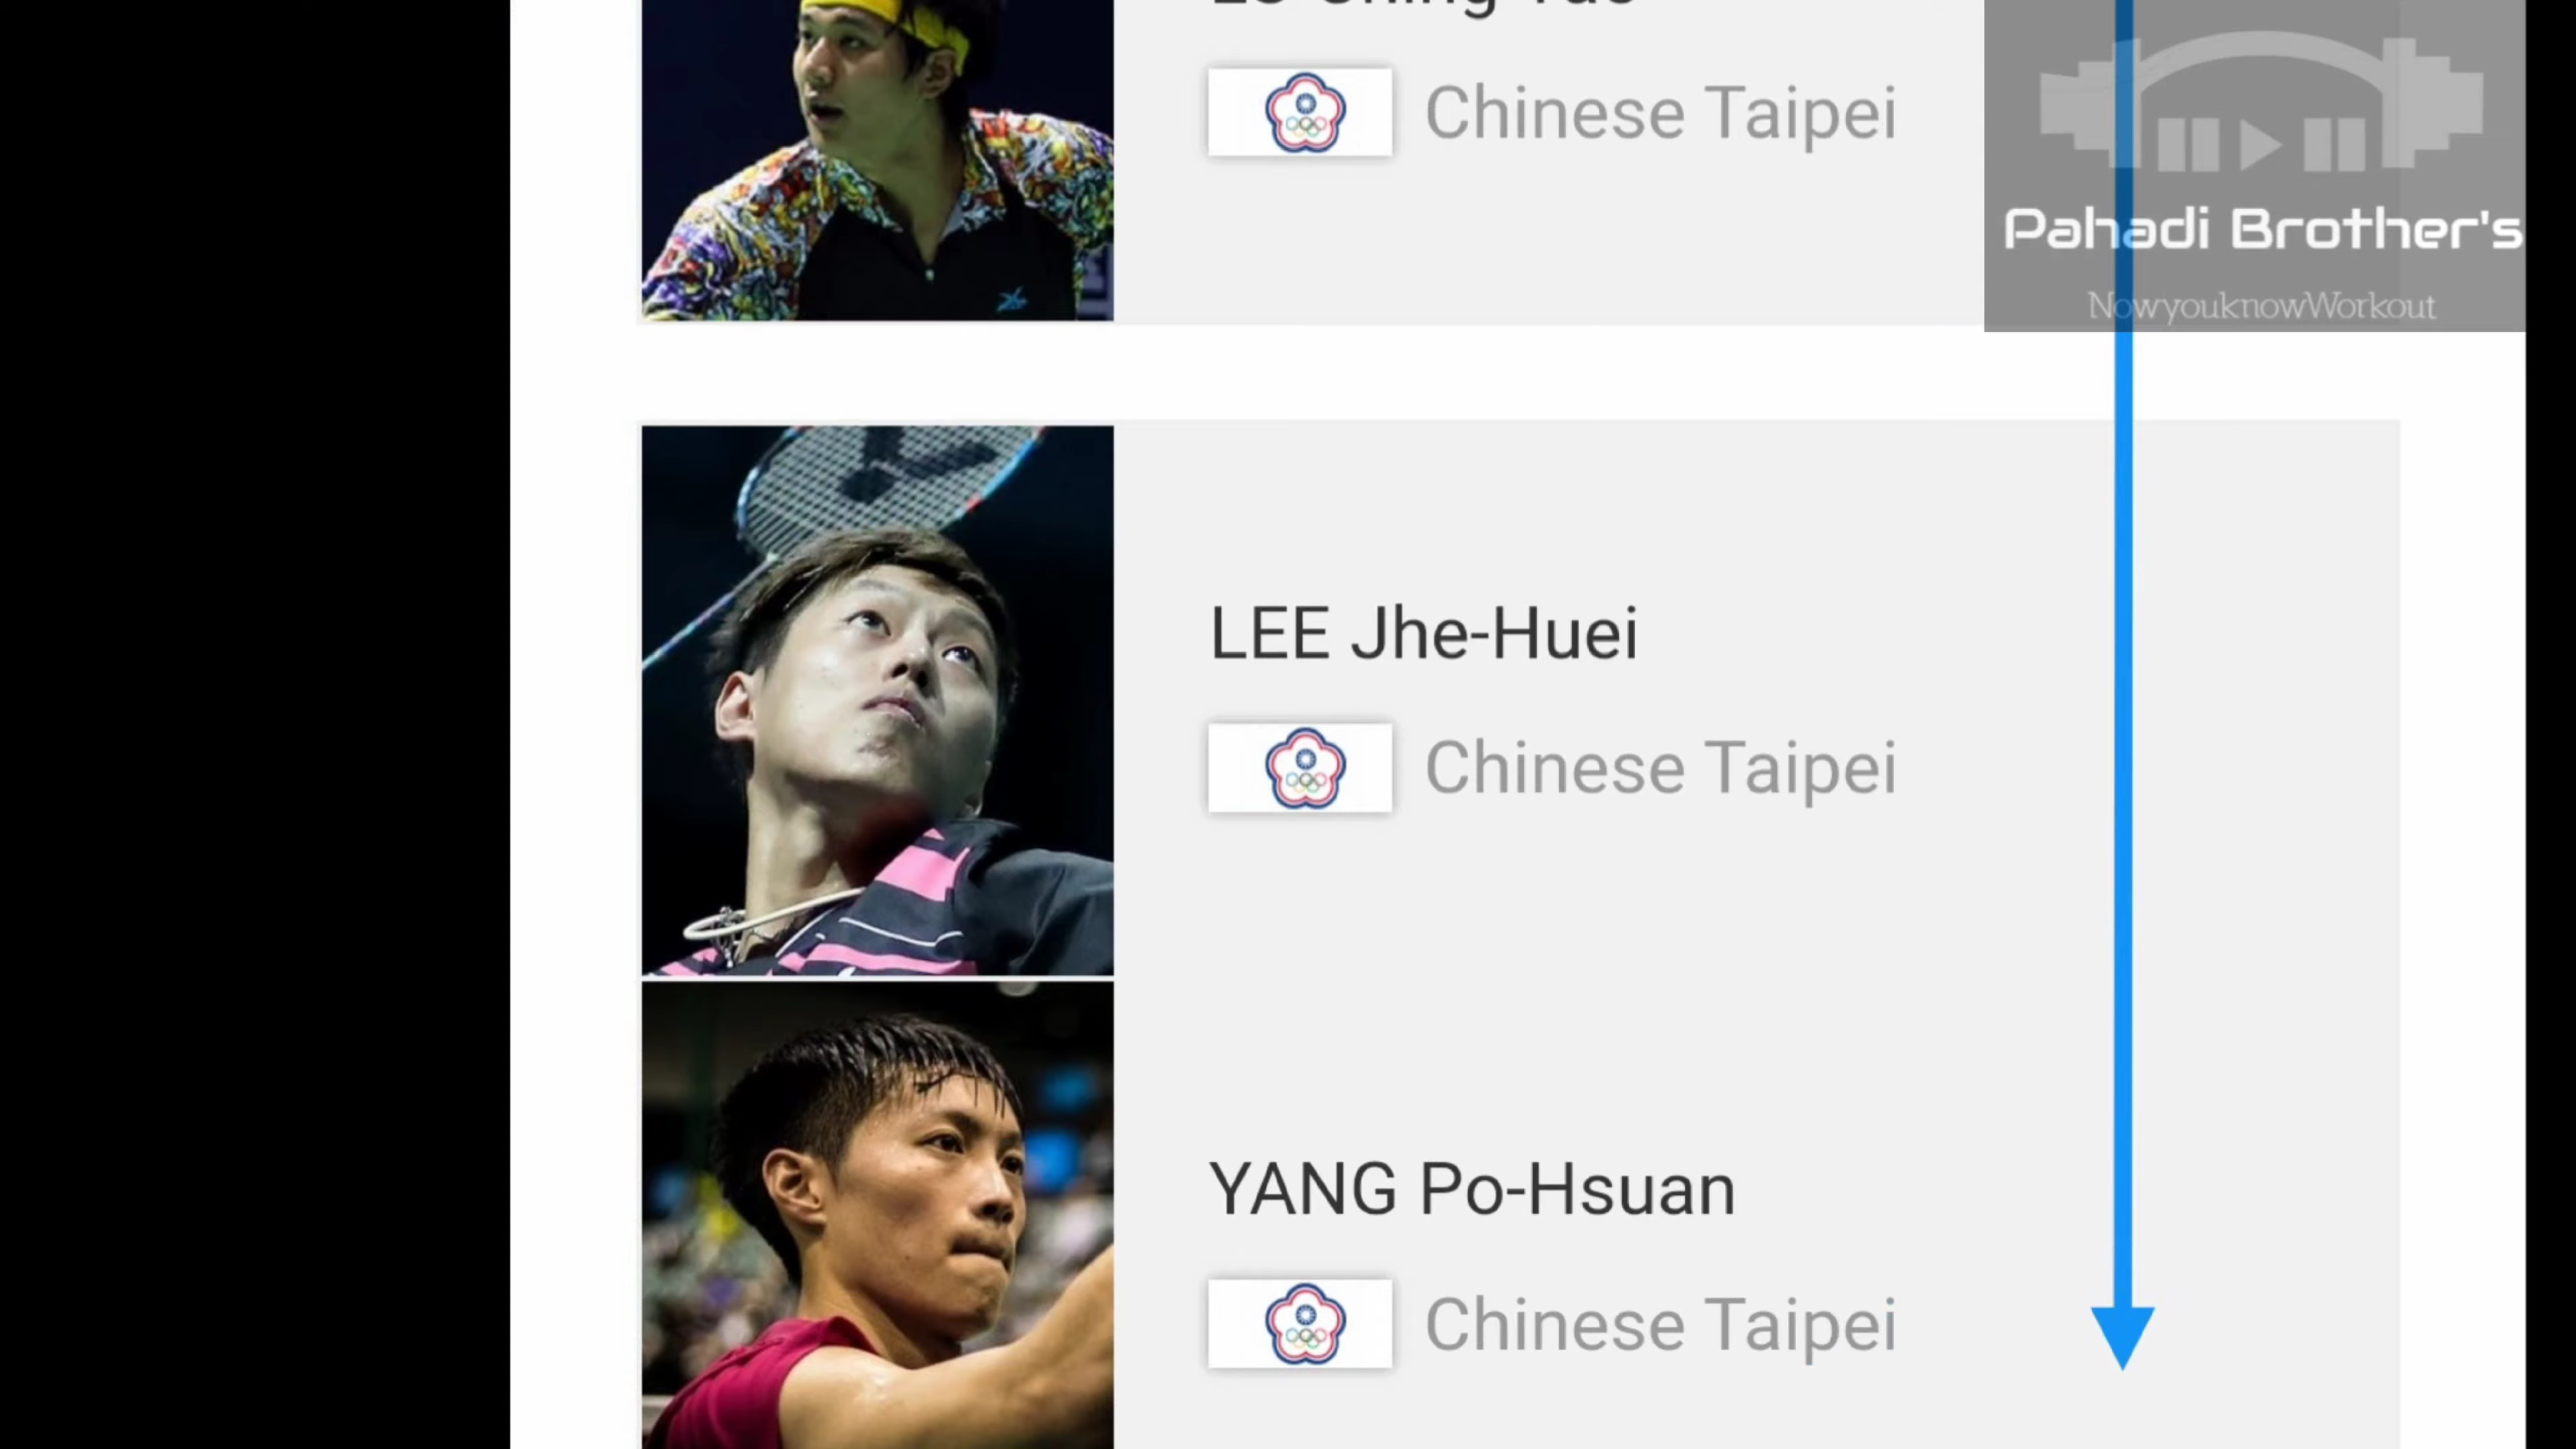 Chinese Taipei
Pahadi Brother's
NowyouknowWorkout
LEE Jhe-Huei
Chinese Taipei
YANG Po-Hsuan
Chinese Taipei